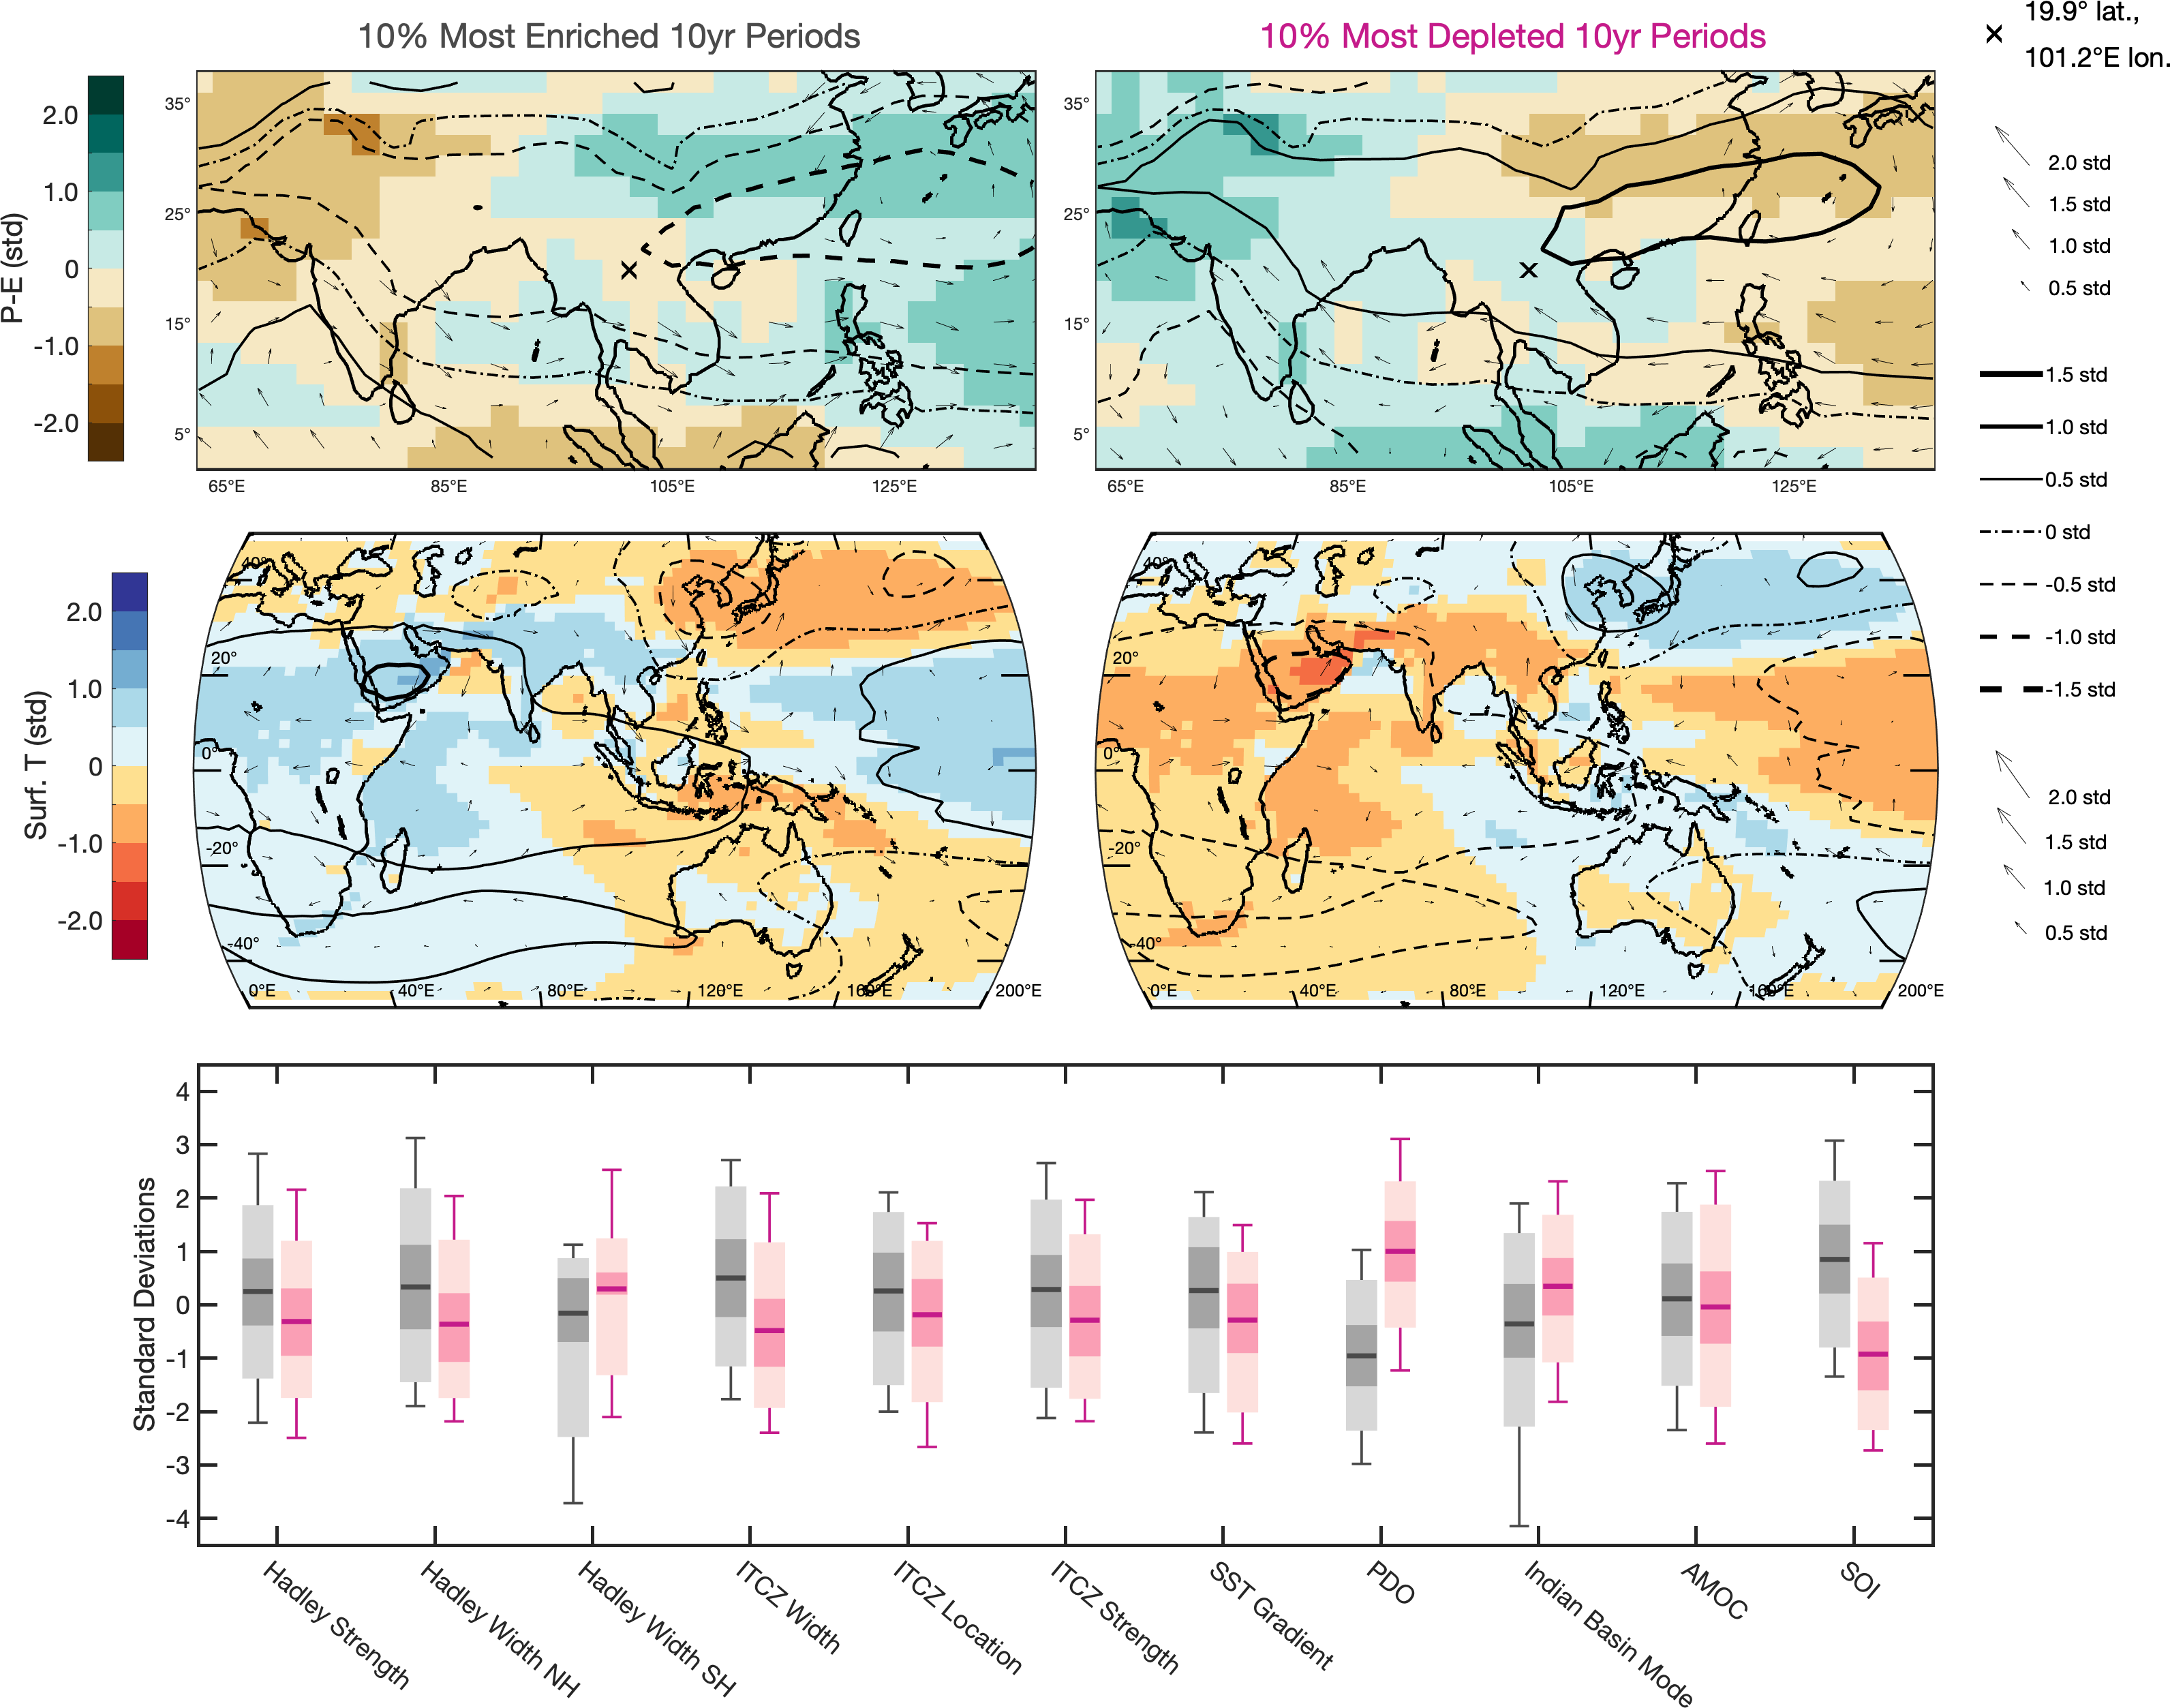 10% Most Enriched 10yr Periods
10% Most Depleted 10yr Periods
19.9° lat.,
101.2°E lon.
P-E (std)
2.0
1.0
0
-1.0
-2.0
35°
25°
15°
5°
65°E 85°E 105°E 125°E
35°
25°
15°
5°
65°E 85°E 105°E 125°E
2.0 std
1.5 std
1.0 std
0.5 std
1.5 std
1.0 std
0.5 std
0 std
-0.5 std
-1.0 std
-1.5 std
Surf. T (std)
2.0
1.0
0
-1.0
-2.0
40°
20°
0°
-20°
-40°
0°E 40°E 80°E 120°E 160°E 200°E
40°
20°
0°
-20°
-40°
0°E 40°E 80°E 120°E 160°E 200°E
2.0 std
1.5 std
1.0 std
0.5 std
Standard Deviations
4
3
2
1
0
-1
-2
-3
-4
Hadley Strength
Hadley Width NH
Hadley Width SH
ITCZ Width
ITCZ Location
ITCZ Strength
SST Gradient
PDO
Indian Basin Mode
AMOC
SOI